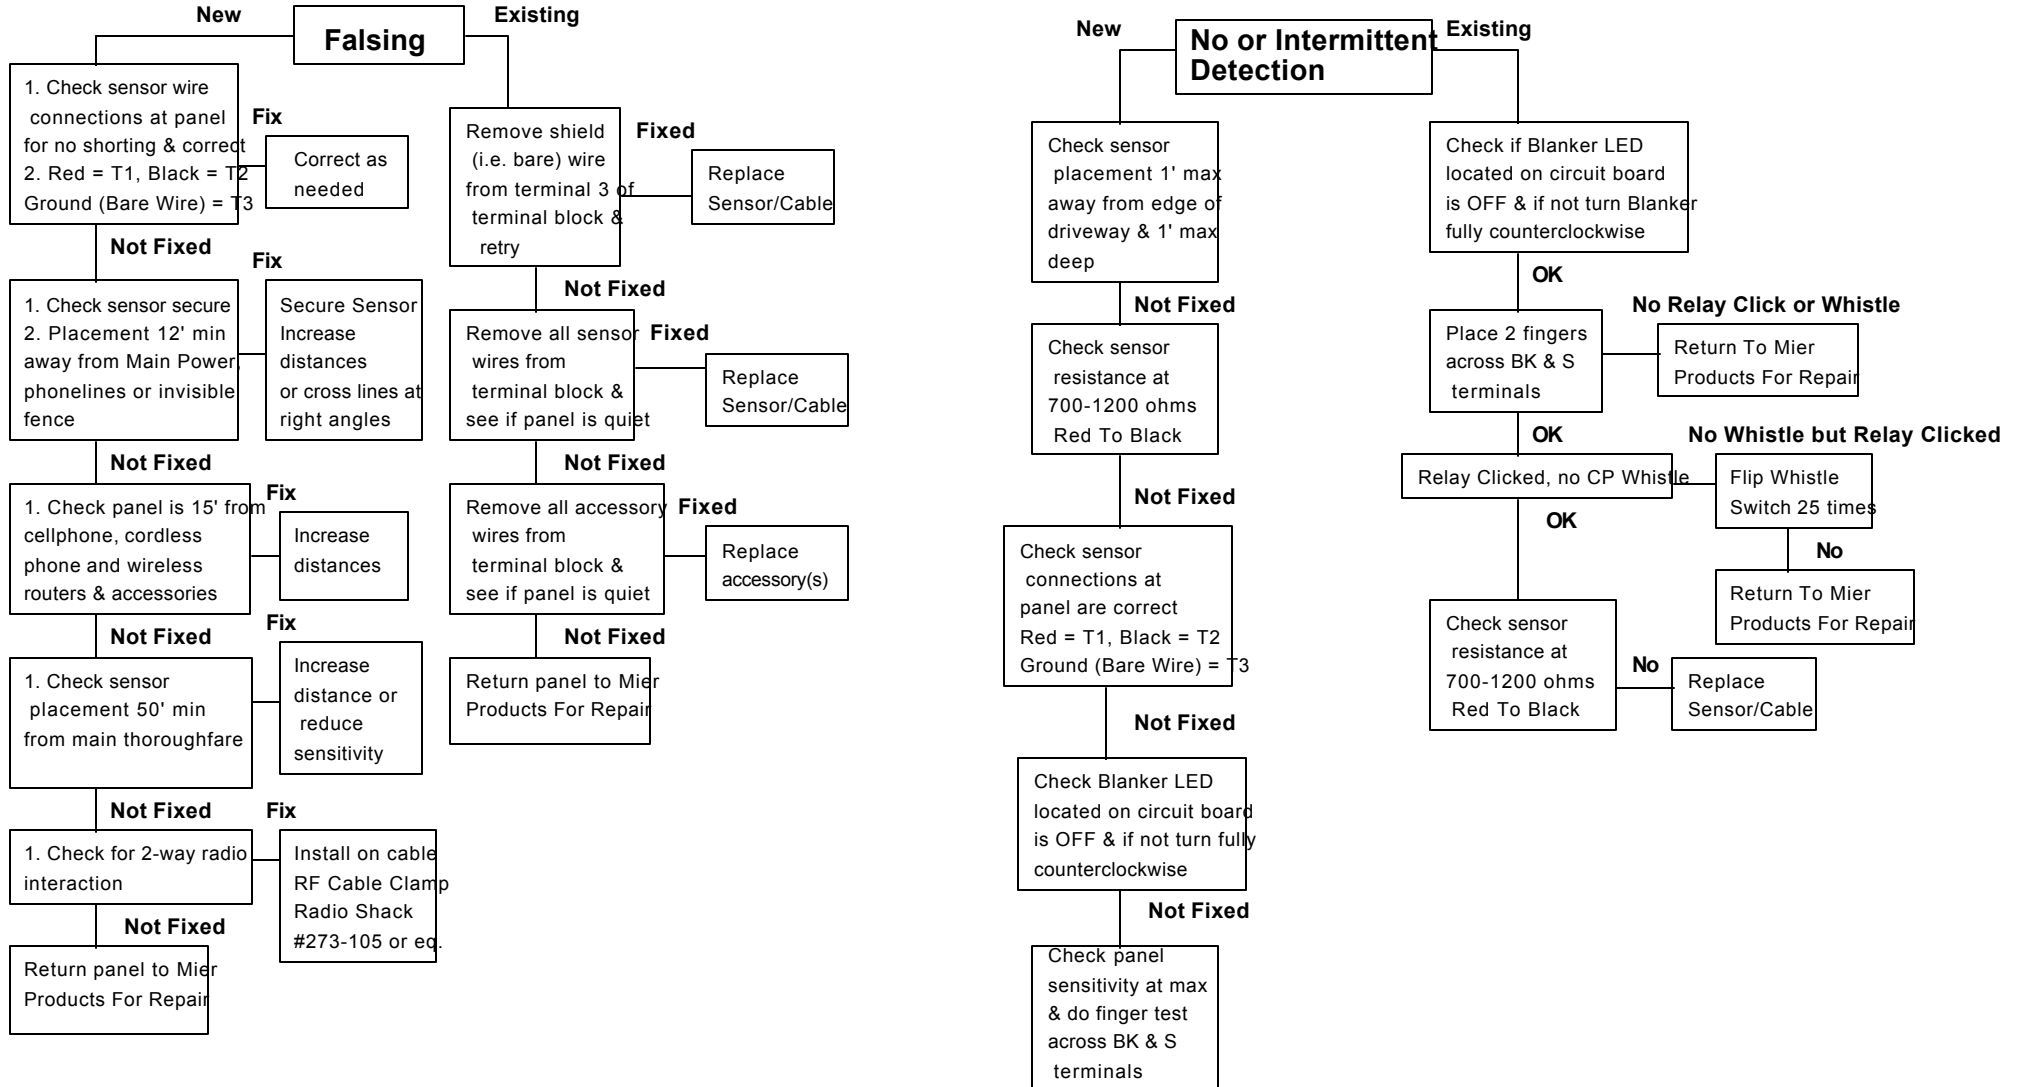 New
Existing
Falsing
1. Check sensor wire
connections at panel
for no shorting & correct
2. Red = T1, Black = T2
Ground (Bare Wire) = T3
Fix
Correct as
needed
Not Fixed
1. Check sensor secure
2. Placement 12' min
away from Main Power,
phonelines or invisible
fence
Fix
Secure Sensor
Increase
distances
or cross lines at
right angles
Not Fixed
1. Check panel is 15' from
cellphone, cordless
phone and wireless
routers & accessories
Fix
Increase
distances
Not Fixed
1. Check sensor
placement 50' min
from main thoroughfare
Fix
Increase
distance or
reduce
sensitivity
Not Fixed
1. Check for 2-way radio
interaction
Fix
Install on cable
RF Cable Clamp
Radio Shack
#273-105 or eq.
Not Fixed
Return panel to Mier
Products For Repair
Remove shield
(i.e. bare) wire
from terminal 3 of
terminal block &
retry
Fixed
Replace
Sensor/Cable
Not Fixed
Remove all sensor
wires from
terminal block &
see if panel is quiet
Fixed
Replace
Sensor/Cable
Not Fixed
Remove all accessory
wires from
terminal block &
see if panel is quiet
Fixed
Replace
accessory(s)
Not Fixed
Return panel to Mier
Products For Repair
New
Existing
No or Intermittent
Detection
Check sensor
placement 1' max
away from edge of
driveway & 1' max
deep
Not Fixed
Check sensor
resistance at
700-1200 ohms
Red To Black
Not Fixed
Check sensor
connections at
panel are correct
Red = T1, Black = T2
Ground (Bare Wire) = T3
Not Fixed
Check Blanker LED
located on circuit board
is OFF & if not turn fully
counterclockwise
Not Fixed
Check panel
sensitivity at max
& do finger test
across BK & S
terminals
Check if Blanker LED
located on circuit board
is OFF & if not turn Blanker
fully counterclockwise
OK
Place 2 fingers
across BK & S
terminals
No Relay Click or Whistle
Return To Mier
Products For Repair
OK
Relay Clicked, no CP Whistle
No Whistle but Relay Clicked
Flip Whistle
Switch 25 times
No
Return To Mier
Products For Repair
OK
Check sensor
resistance at
700-1200 ohms
Red To Black
No
Replace
Sensor/Cable